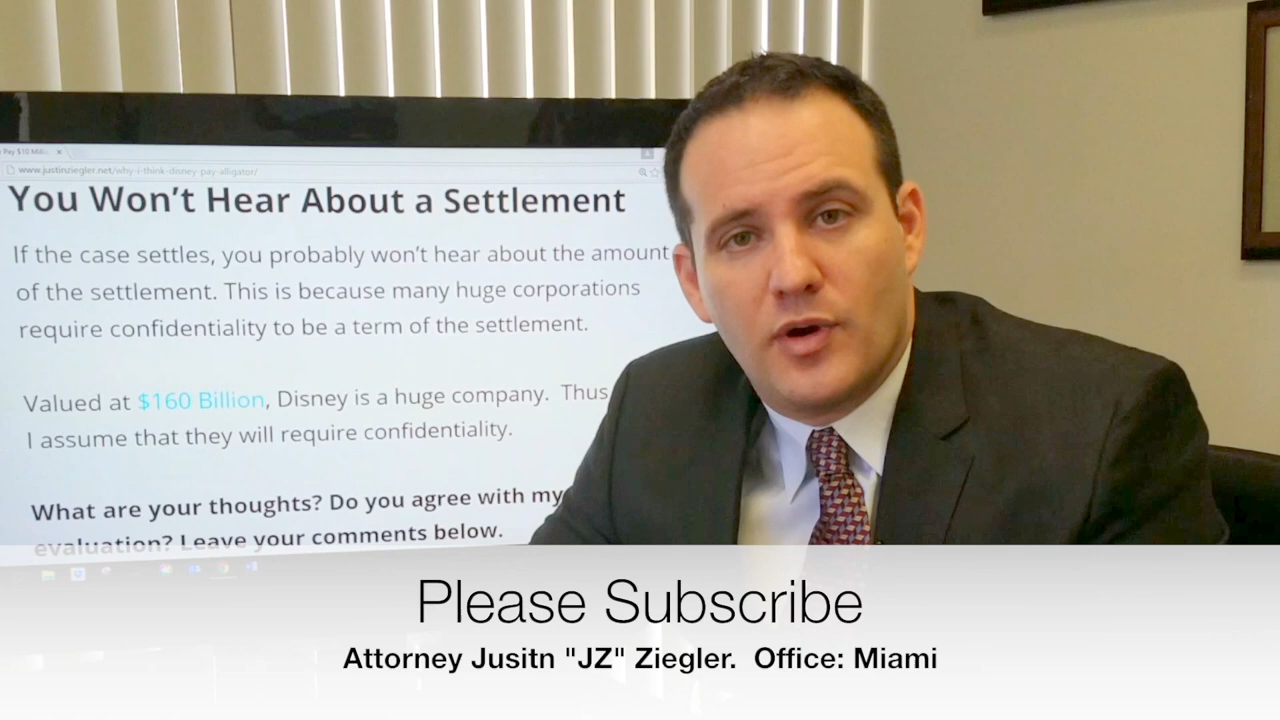 Pay $10 Mill
www.justinziegler.net/why-i-think-disney-pay-alligator/
You Won't Hear About a Settlement
If the case settles, you probably won't hear about the amount
of the settlement. This is because many huge corporations
require confidentiality to be a term of the settlement.
Valued at $160 Billion, Disney is a huge company. Thus
I assume that they will require confidentiality.
What are your thoughts? Do you agree with my
evaluation? Leave your comments below.
Please Subscribe
Attorney Jusitn "JZ" Ziegler. Office: Miami